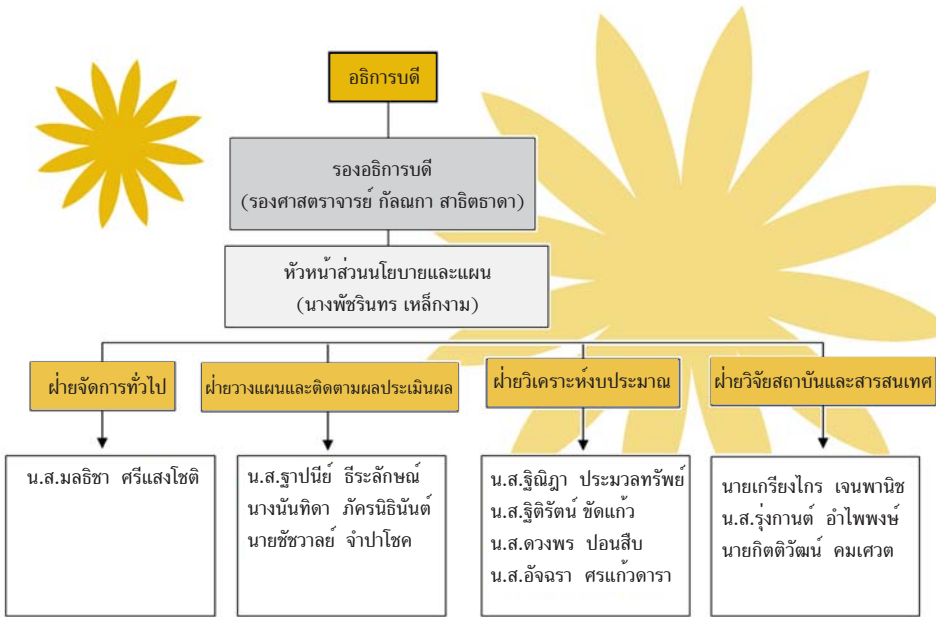 อธิการบดี
รองอธิการบดี
(รองศาสตราจารย์ กัลณกา สาธิตธาดา)
หัวหน้าส่วนนโยบายและแผน
(นางพัชรินทร เหล็กงาม)
ฝ่ายจัดการทั่วไป
ฝ่ายวางแผนและติดตามผลประเมินผล
ฝ่ายวิเคราะห์งบประมาณ
ฝ่ายวิจัยสถาบันและสารสนเทศ
น.ส.มลธิชา ศรีแสงโชติ
น.ส.ฐาปนีย์ ธีระลักษณ์
นางนันทิดา ภัครนิธินันต์
นายชัชวาลย์ จำปาโชค
น.ส.ฐิณิฎา ประมวลทรัพย์
น.ส.ฐิติรัตน์ ขัดแก้ว
น.ส.ดวงพร ปอนสืบ
น.ส.อัจฉรา ศรแก้วดารา
นายเกรียงไกร เจนพานิช
น.ส.รุ่งกานต์ อำไพพงษ์
นายกิตติวัฒน์ คมเศวต